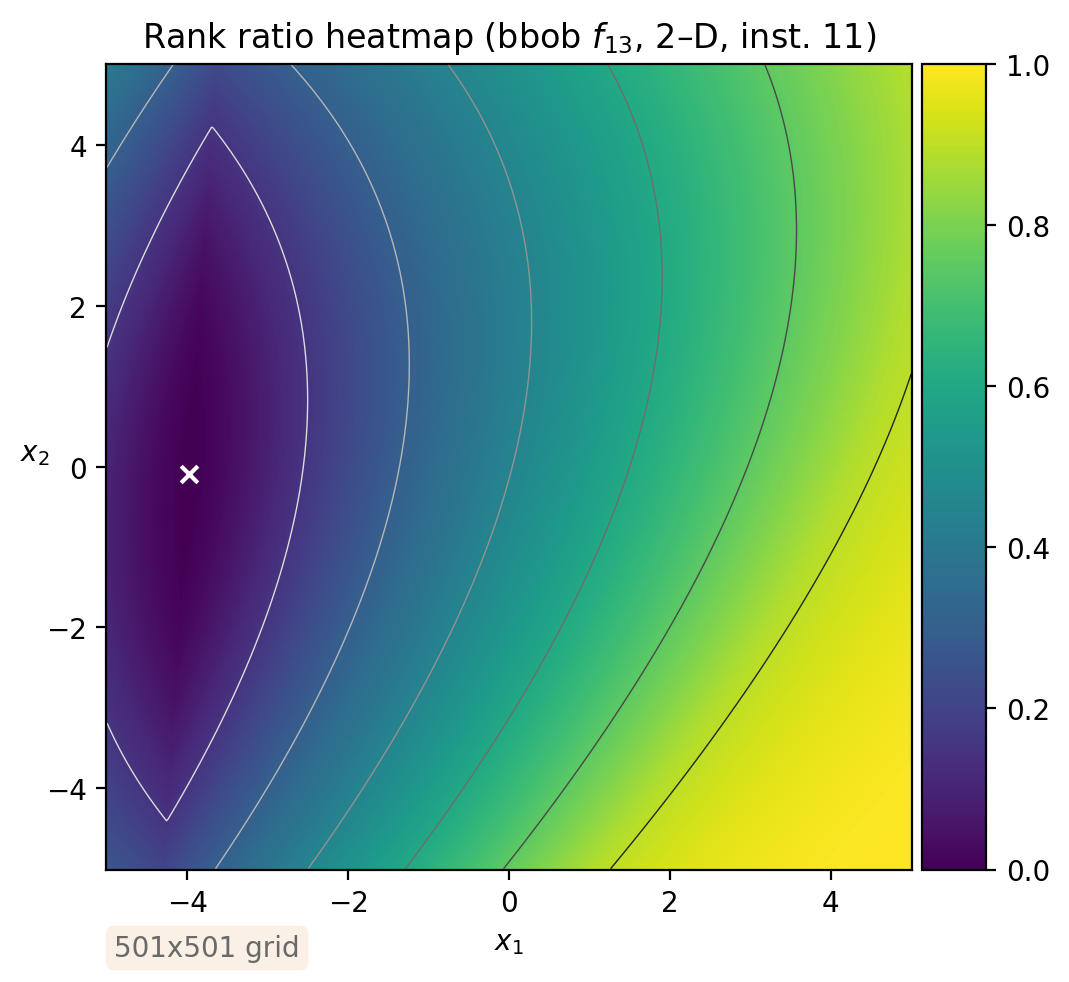 Rank ratio heatmap (bbob f₁₃, 2–D, inst. 11)
4
2
0
−2
−4
x₂
−4 −2 0 2 4
x₁
1.0
0.8
0.6
0.4
0.2
0.0
501x501 grid